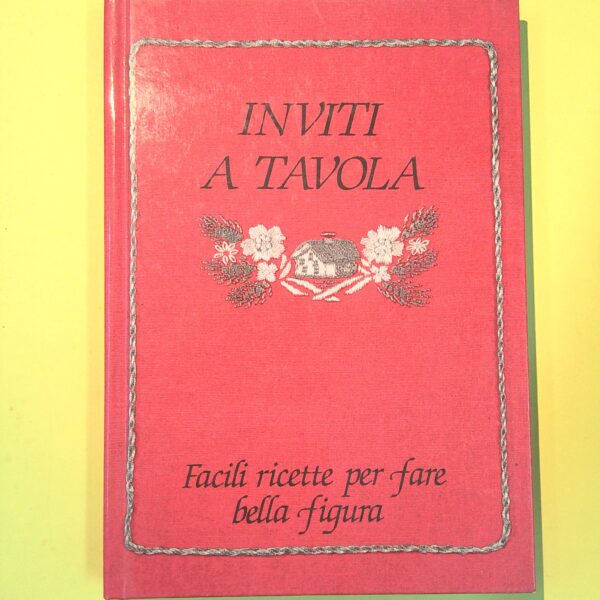 INVITI
A TAVOLA
Facili ricette per fare
bella figura